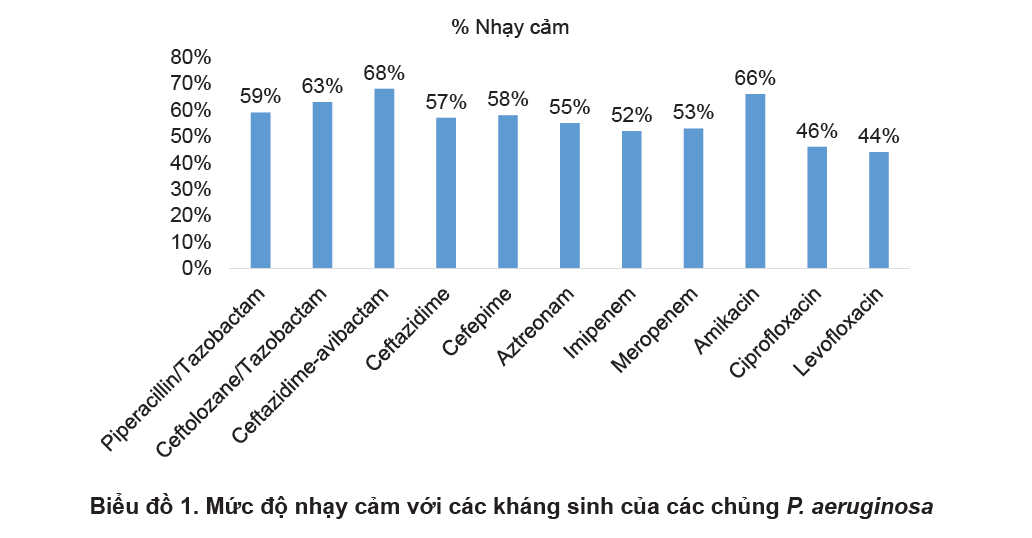 % Nhạy cảm
80%
70%
60%
50%
40%
30%
20%
10%
0%
59%
63%
68%
57%
58%
55%
52%
53%
66%
46%
44%
Piperacillin/Tazobactam
Ceftolozane/Tazobactam
Ceftazidime-avibactam
Ceftazidime
Cefepime
Aztreonam
Imipenem
Meropenem
Amikacin
Ciprofloxacin
Levofloxacin
Biểu đồ 1. Mức độ nhạy cảm với các kháng sinh của các chủng P. aeruginosa